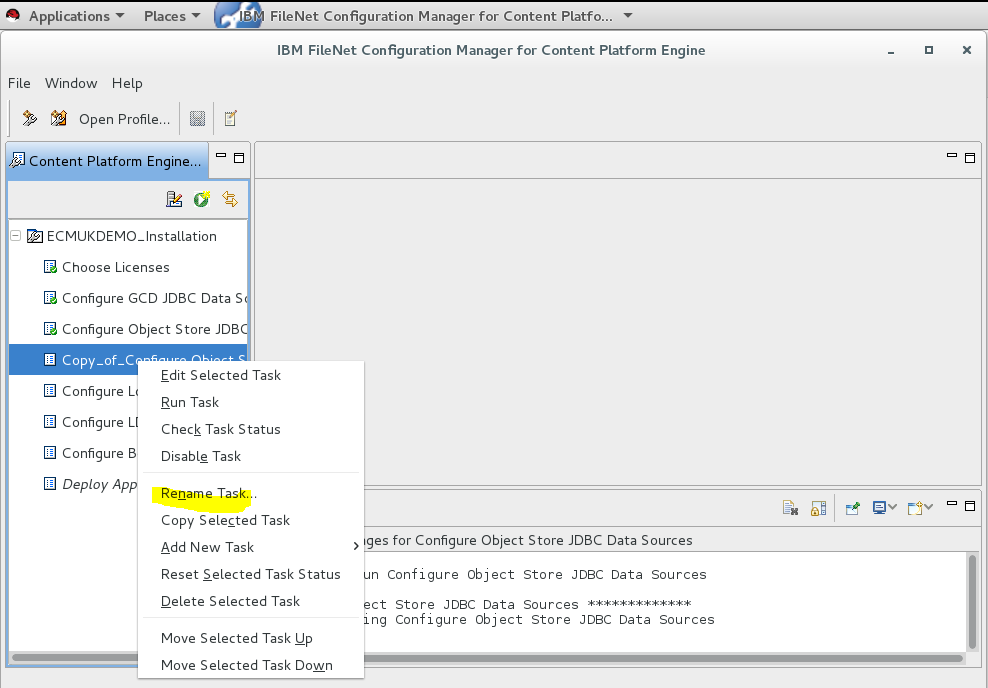 Applications Places IBM FileNet Configuration Manager for Content Platfo...
IBM FileNet Configuration Manager for Content Platform Engine
File Window Help
Open Profile...
Content Platform Engine...
ECMUKDEMO_Installation
Choose Licenses
Configure GCD JDBC Data
Configure Object Store JDBC
Copy_of_Configure Object S
Configure
Configure
Configure B
Deploy App
Edit Selected Task
Run Task
Check Task Status
Disable Task
Rename Task...
Copy Selected Task
Add New Task
Reset Selected Task Status
Delete Selected Task
Move Selected Task Up
Move Selected Task Down
ges for Configure Object Store JDBC Data Sources
un Configure Object Store JDBC Data Sources
ect Store JDBC Data Sources *************
ing Configure Object Store JDBC Data Sources